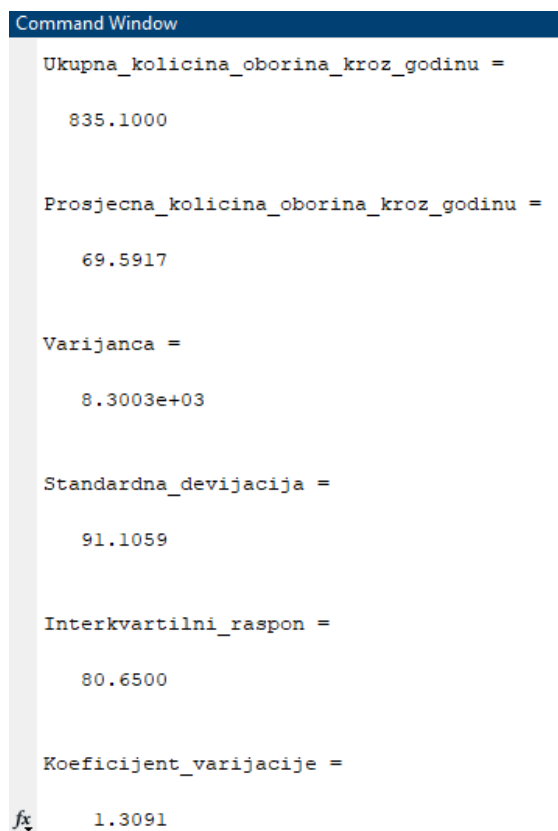 Command Window
Ukupna_kolicina_oborina_kroz_godinu =
835.1000
Prosjecna_kolicina_oborina_kroz_godinu =
69.5917
Varijanca =
8.3003e+03
Standardna_devijacija =
91.1059
Interkvartilni_raspon =
80.6500
Koeficijent_varijacije =
fx 1.3091